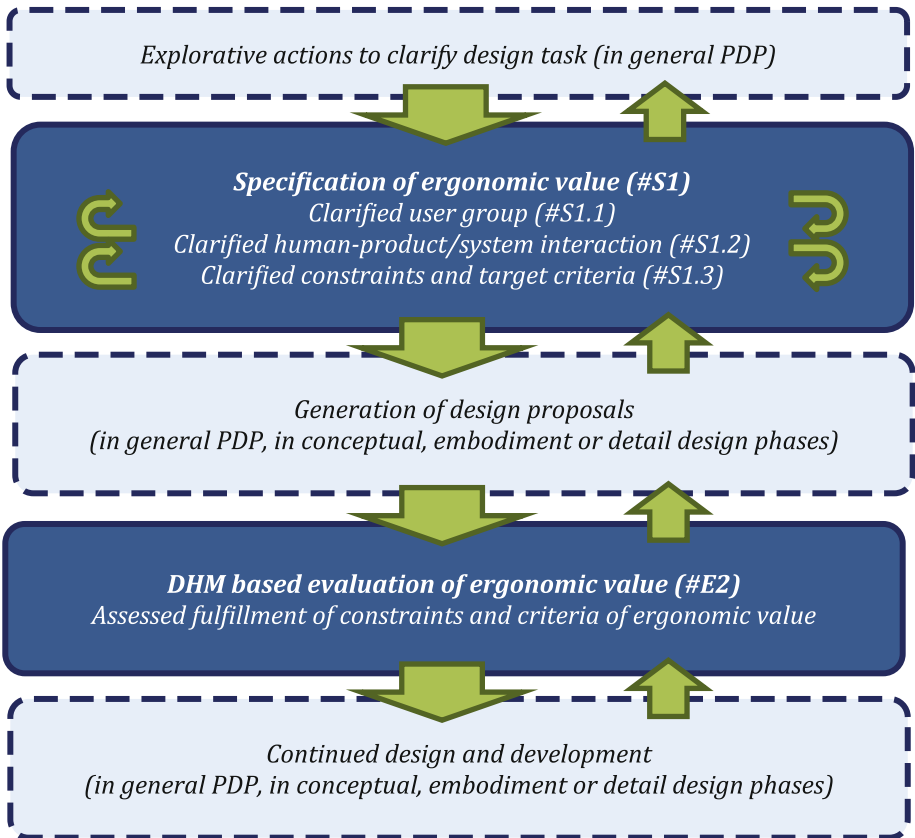 Explorative actions to clarify design task (in general PDP)
Specification of ergonomic value (#S1)
Clarified user group (#S1.1)
Clarified human-product/system interaction (#S1.2)
Clarified constraints and target criteria (#S1.3)
Generation of design proposals
(in general PDP, in conceptual, embodiment or detail design phases)
DHM based evaluation of ergonomic value (#E2)
Assessed fulfillment of constraints and criteria of ergonomic value
Continued design and development
(in general PDP, in conceptual, embodiment or detail design phases)